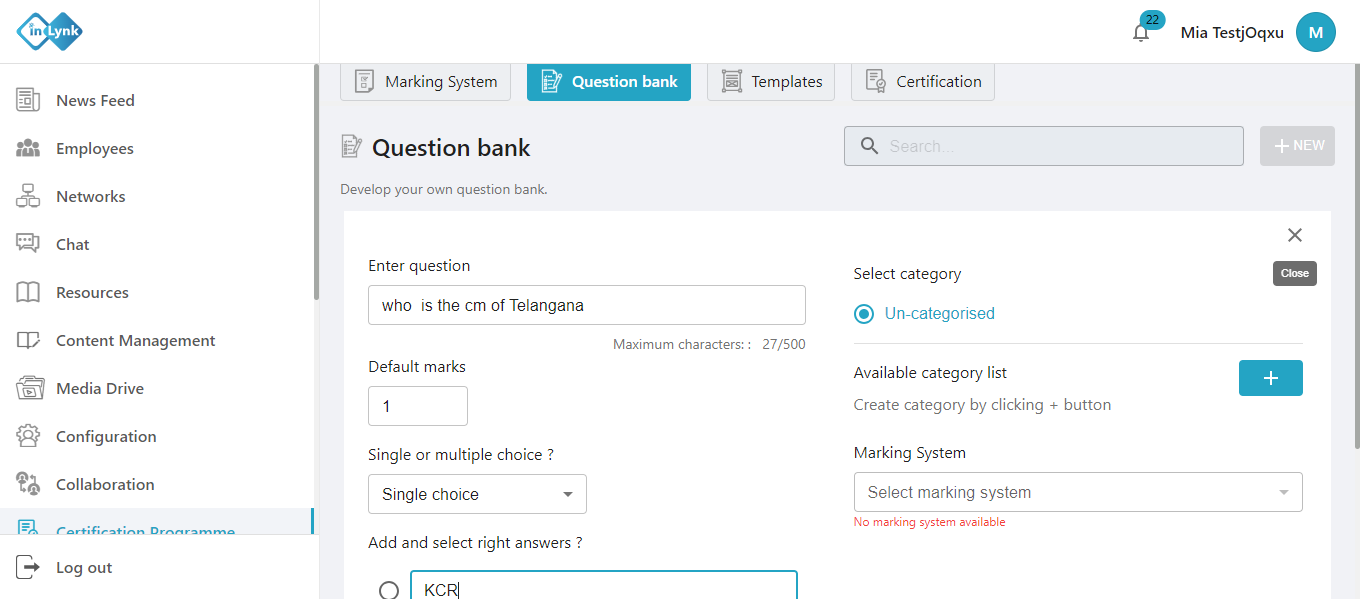 inLynk
22
Mia TestjOqxu
M
News Feed
Employees
Networks
Chat
Resources
Content Management
Media Drive
Configuration
Collaboration
Certification Programme
Log out
Marking System
Question bank
Templates
Certification
Question bank
Search...
+ NEW
Develop your own question bank.
Close
Enter question
who  is the cm of Telangana
Maximum characters: :  27/500
Default marks
1
Single or multiple choice ?
Single choice
Add and select right answers ?
KCR
Select category
Un-categorised
Available category list
+
Create category by clicking + button
Marking System
Select marking system
No marking system available